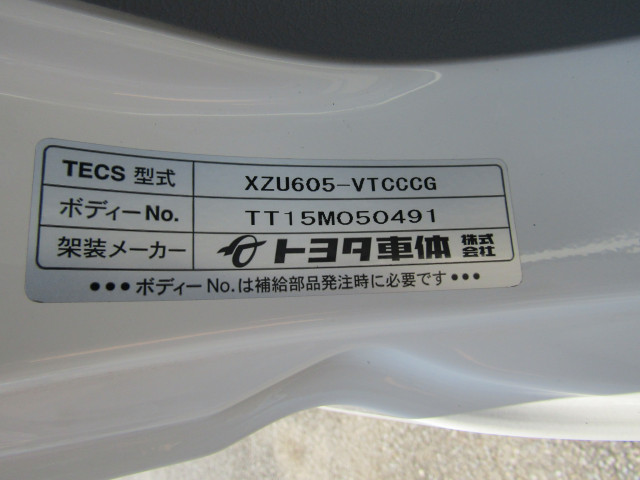 TECS 型式 XZU605-VTCCCG
ボディーNo. TT15M050491
架装メーカー トヨタ車体 株式会社
●●●ボディーNo.は補給部品発注時に必要です●●●